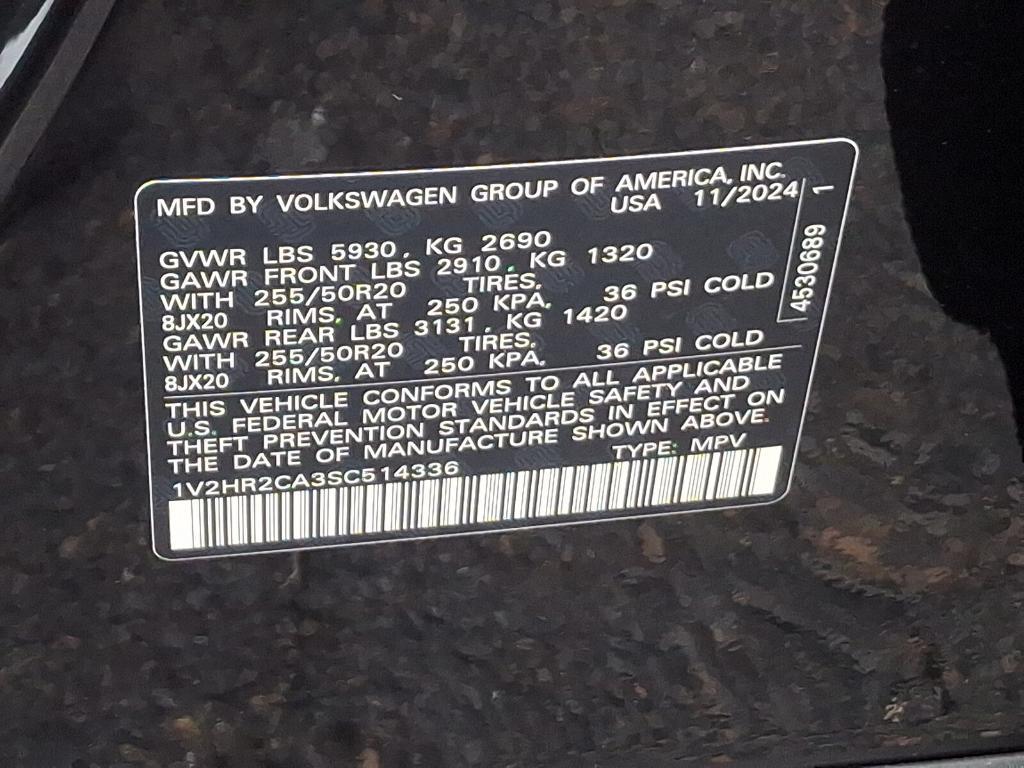 MFD BY VOLKSWAGEN GROUP OF AMERICA, INC.
USA 11/2024
GVWR LBS 5930, KG 2690
GAWR FRONT LBS 2910, KG 1320
WITH 255/50R20 TIRES,
8JX20 RIMS, AT 250 KPA, 36 PSI COLD
GAWR REAR LBS 3131, KG 1420
WITH 255/50R20 TIRES,
8JX20 RIMS, AT 250 KPA, 36 PSI COLD
THIS VEHICLE CONFORMS TO ALL APPLICABLE
U.S. FEDERAL MOTOR VEHICLE SAFETY AND
THEFT PREVENTION STANDARDS IN EFFECT ON
THE DATE OF MANUFACTURE SHOWN ABOVE.
1V2HR2CA3SC514336 TYPE: MPV
4530689 1